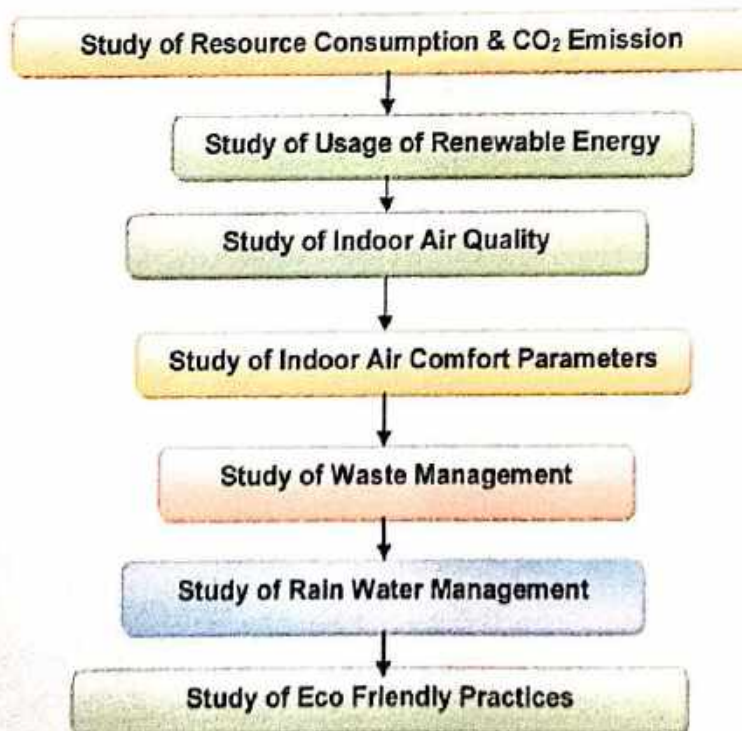 Study of Resource Consumption & CO₂ Emission
Study of Usage of Renewable Energy
Study of Indoor Air Quality
Study of Indoor Air Comfort Parameters
Study of Waste Management
Study of Rain Water Management
Study of Eco Friendly Practices